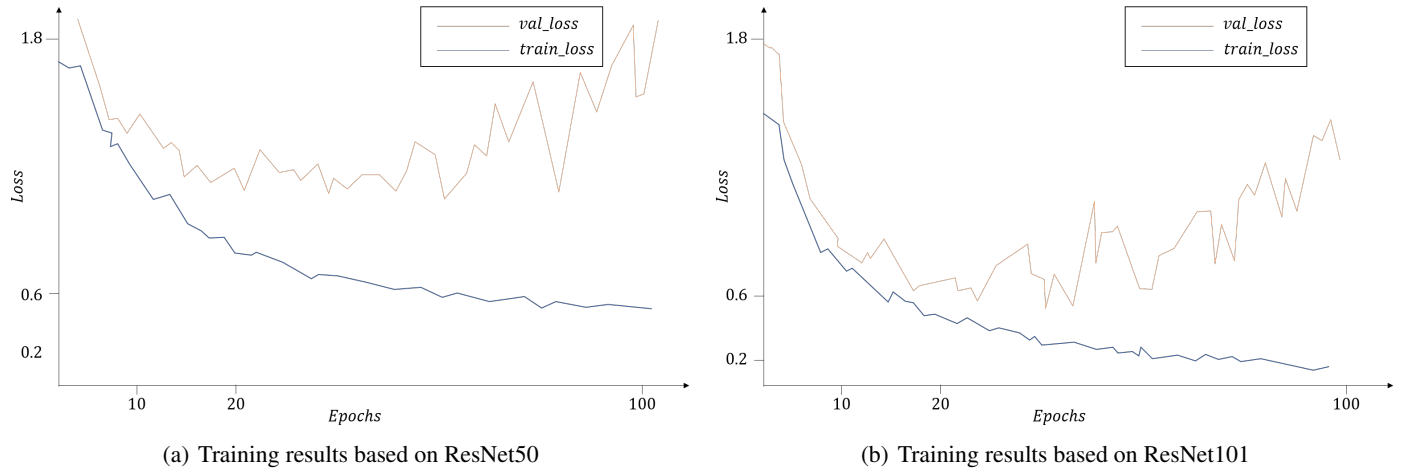 val_loss
train_loss
1.8
Loss
0.6
0.2
10
20
100
Epochs
(a) Training results based on ResNet50
val_loss
train_loss
1.8
Loss
0.6
0.2
10
20
100
Epochs
(b) Training results based on ResNet101